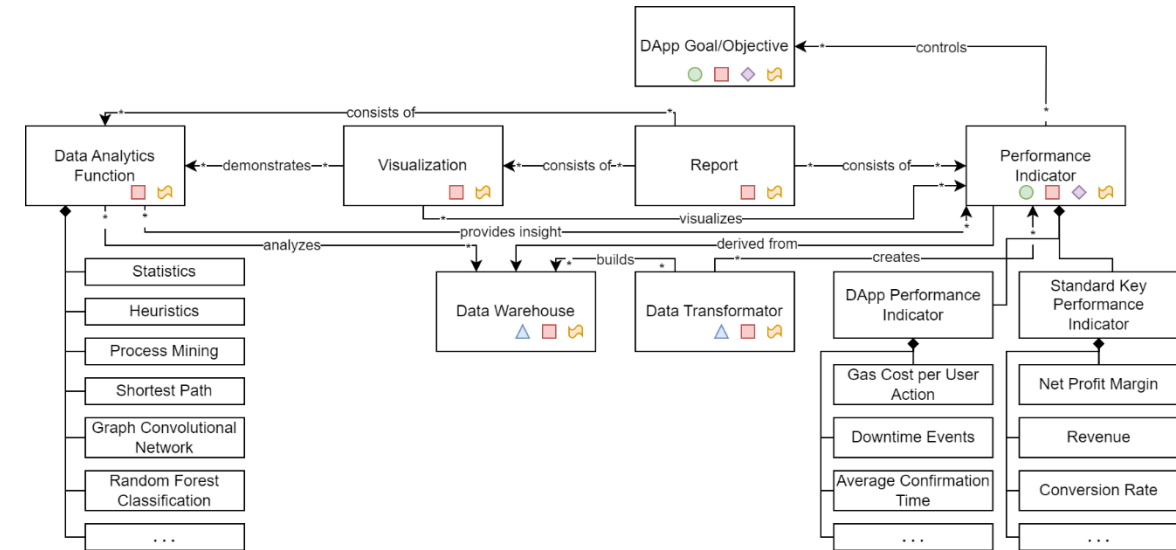 DApp Goal/Objective
* controls
*
* consists of *
Data Analytics
Function
* demonstrates *
Visualization
* consists of *
Report
* consists of *
Performance
Indicator
* visualizes *
* provides insight *
* analyzes *
derived from
* builds *
* creates *
Statistics
Heuristics
Process Mining
Shortest Path
Graph Convolutional
Network
Random Forest
Classification
. . .
Data Warehouse
Data Transformator
DApp Performance
Indicator
Gas Cost per User
Action
Downtime Events
Average Confirmation
Time
. . .
Standard Key
Performance
Indicator
Net Profit Margin
Revenue
Conversion Rate
. . .